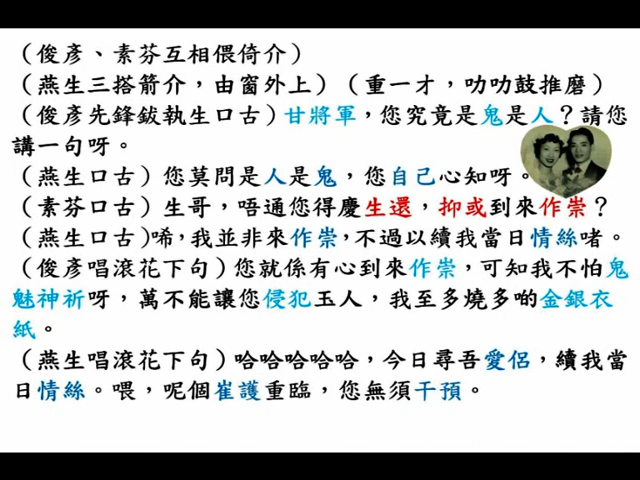 （俊彥、素芬互相偎倚介）
（燕生三搭箭介，由窗外上）（重一才，叻叻鼓推磨）
（俊彥先鋒鈸執生口古）甘將軍，您究竟是鬼是人？請您
講一句呀。
（燕生口古）您莫問是人是鬼，您自己心知呀。
（素芬口古）生哥，唔通您得慶生還，抑或到來作祟？
（燕生口古）唏，我並非來作祟，不過以續我當日情絲啫。
（俊彥唱滾花下句）您就係有心到來作祟，可知我不怕鬼
魅神祈呀，萬不能讓您侵犯玉人，我至多燒多啲金銀衣
紙。
（燕生唱滾花下句）哈哈哈哈哈，今日尋吾愛侶，續我當
日情絲。喂，呢個崔護重臨，您無須干預。